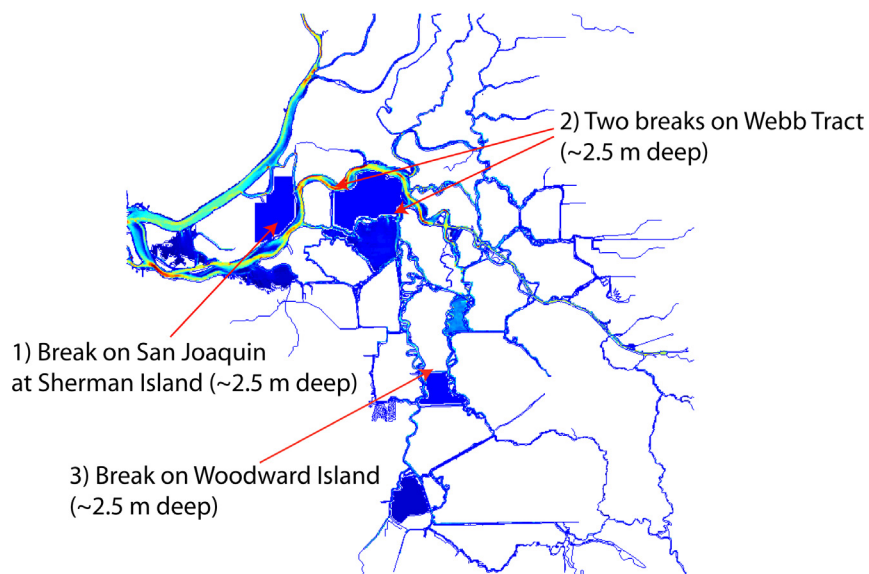 2) Two breaks on Webb Tract
(~2.5 m deep)
1) Break on San Joaquin
at Sherman Island (~2.5 m deep)
3) Break on Woodward Island
(~2.5 m deep)